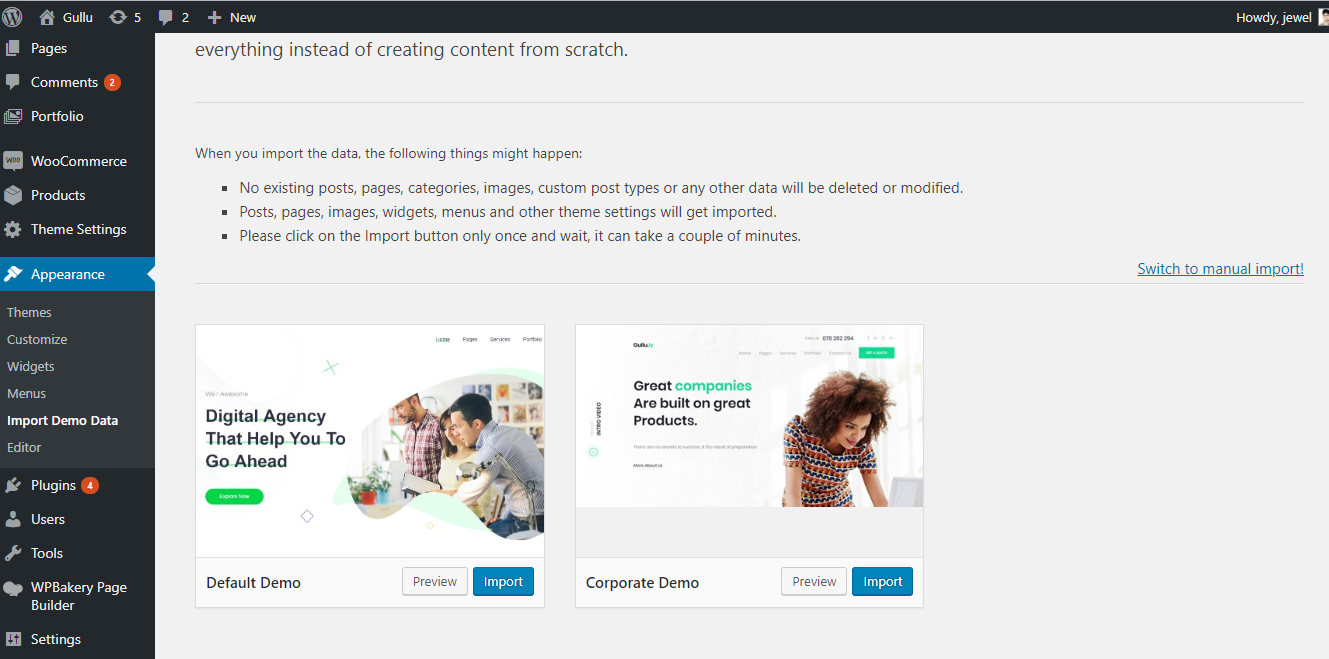 Gullu
5
2
New
Howdy, jewel
Pages
Comments 2
Portfolio
WooCommerce
Products
Theme Settings
Appearance
Themes
Customize
Widgets
Menus
Import Demo Data
Editor
Plugins 4
Users
Tools
WPBakery Page
Builder
Settings
everything instead of creating content from scratch.
When you import the data, the following things might happen:
No existing posts, pages, categories, images, custom post types or any other data will be deleted or modified.
Posts, pages, images, widgets, menus and other theme settings will get imported.
Please click on the Import button only once and wait, it can take a couple of minutes.
Switch to manual import!
Home Pages Services Portfolio
Digital Agency
That Help You To
Go Ahead
Explore Now
Default Demo
Preview
Import
078 282 294
Home Pages Services Portfolio Contact Us
GET A QUOTE
Great companies
Are built on great
Products.
INTRO VIDEO
There are no secrets to success. It the result of preparation
More About Us
Corporate Demo
Preview
Import